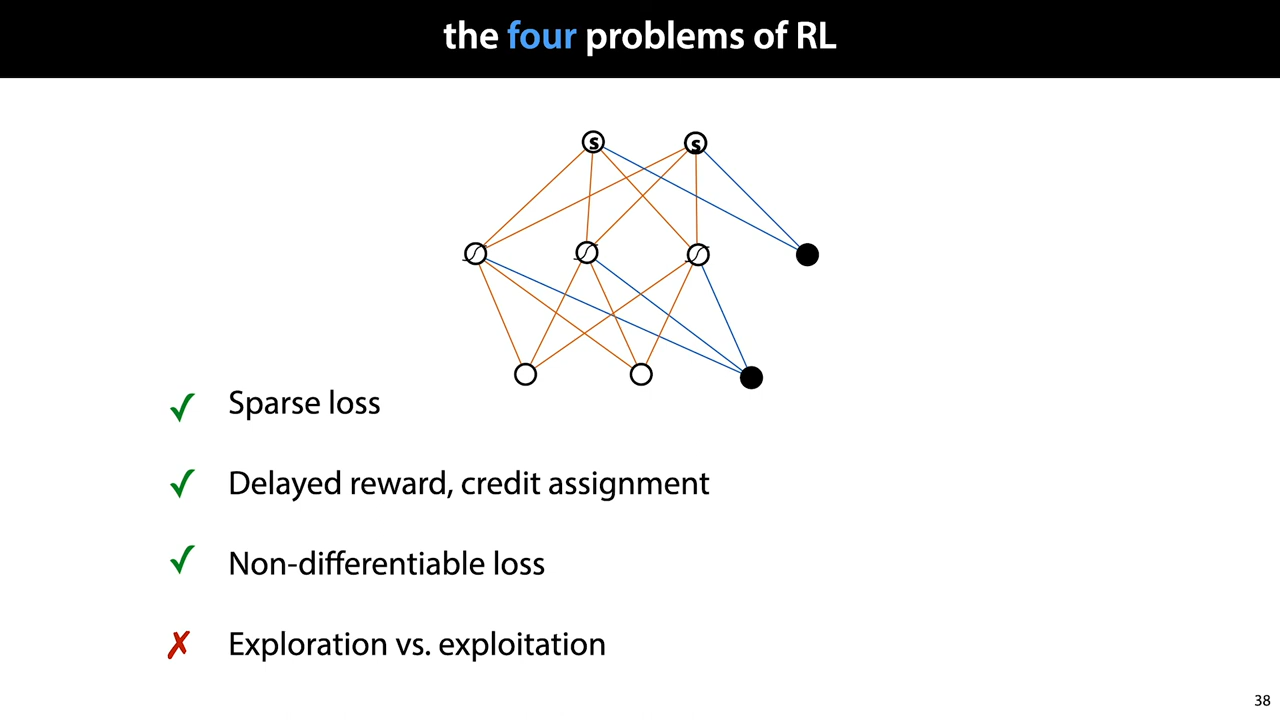 the four problems of RL
s s
✓ Sparse loss
✓ Delayed reward, credit assignment
✓ Non-differentiable loss
✗ Exploration vs. exploitation
38